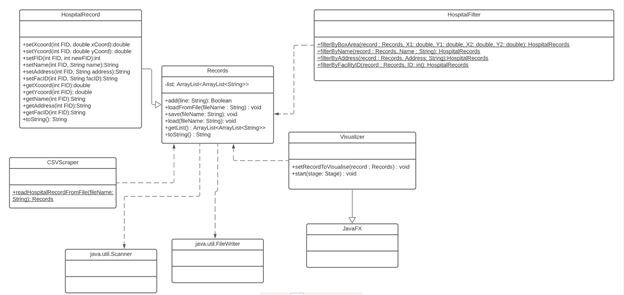 HospitalRecord
+setXcoord(int FID, double xCoord):double
+setYcoord(int FID, double yCoord): double
+setFID(int FID, int newFID):int
+setName(int FID, String name):String
+setAddress(int FID, String address):String
+setFacID(int FID, String facID):String
+getXcoord(int FID):double
+getYcoord(int FID): double
+getName(int FID):String
+getAddress(int FID):String
+getFacID(int FID):String
+toString(): String
HospitalFilter
+filterByBoxArea(record : Records, X1: double, Y1: double, X2: double, Y2: double): HospitalRecords
+filterByName(record : Records, Name : String): HospitalRecords
+filterByAddress(record : Records, Address: String):HospitalRecords
+filterByFacilityID(record : Records, ID: int): HospitalRecords
Records
-list: ArrayList<ArrayList<String>>
+add(line: String): Boolean
+loadFromFile(fileName : String) : void
+save(fileName: String): void
+load(fileName: String): void
+getList() : ArrayList<ArrayList<String>>
+toString() : String
Visualizer
+setRecordToVisualise(record : Records) : void
+start(stage: Stage) : void
CSVScraper
+readHospitalRecordFromFile(fileName:
String): Records
JavaFX
java.util.FileWriter
java.util.Scanner